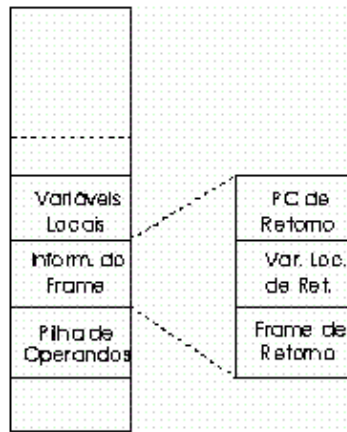 Variáveis
Locais
Inform. do
Frame
Pilha de
Operandos
PC de
Retorno
Var. Loc.
de Ret.
Frame de
Retorno